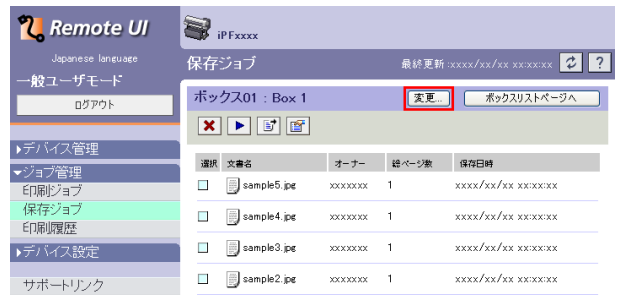 Remote UI
iPFxxxx
Japanese language
一般ユーザモード
ログアウト
保存ジョブ
最終更新 :xxxx/xx/xx xx:xx:xx
?
ボックス01 : Box 1
変更...
ボックスリストページへ
▶デバイス管理
▼ジョブ管理
印刷ジョブ
保存ジョブ
印刷履歴
▶デバイス設定
サポートリンク
選択 文書名 オーナー 総ページ数 保存日時
sample5.jpg xxxxxxx 1 xxxx/xx/xx xx:xx:xx
sample4.jpg xxxxxxx 1 xxxx/xx/xx xx:xx:xx
sample3.jpg xxxxxxx 1 xxxx/xx/xx xx:xx:xx
sample2.jpg xxxxxxx 1 xxxx/xx/xx xx:xx:xx